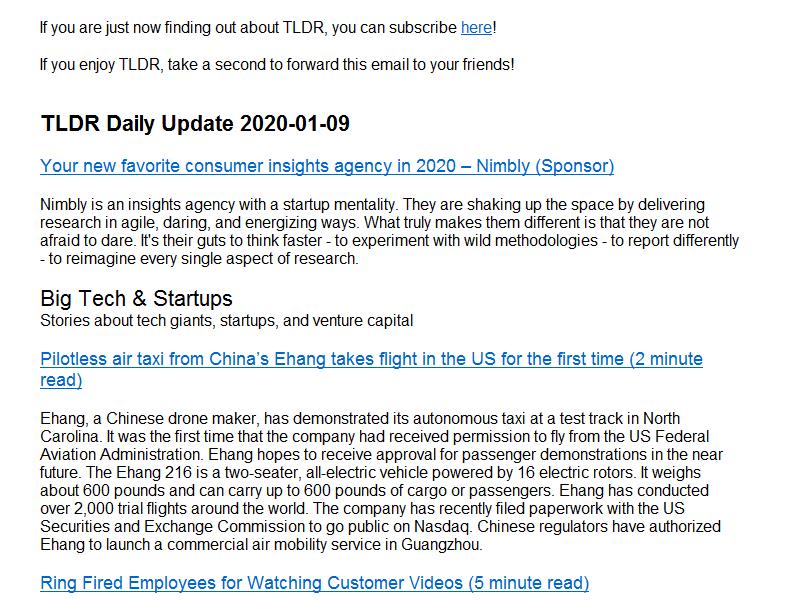 If you are just now finding out about TLDR, you can subscribe here!
If you enjoy TLDR, take a second to forward this email to your friends!
TLDR Daily Update 2020-01-09
Your new favorite consumer insights agency in 2020 – Nimbly (Sponsor)
Nimbly is an insights agency with a startup mentality. They are shaking up the space by delivering
research in agile, daring, and energizing ways. What truly makes them different is that they are not
afraid to dare. It's their guts to think faster - to experiment with wild methodologies - to report differently
- to reimagine every single aspect of research.
Big Tech & Startups
Stories about tech giants, startups, and venture capital
Pilotless air taxi from China’s Ehang takes flight in the US for the first time (2 minute
read)
Ehang, a Chinese drone maker, has demonstrated its autonomous taxi at a test track in North
Carolina. It was the first time that the company had received permission to fly from the US Federal
Aviation Administration. Ehang hopes to receive approval for passenger demonstrations in the near
future. The Ehang 216 is a two-seater, all-electric vehicle powered by 16 electric rotors. It weighs
about 600 pounds and can carry up to 600 pounds of cargo or passengers. Ehang has conducted
over 2,000 trial flights around the world. The company has recently filed paperwork with the US
Securities and Exchange Commission to go public on Nasdaq. Chinese regulators have authorized
Ehang to launch a commercial air mobility service in Guangzhou.
Ring Fired Employees for Watching Customer Videos (5 minute read)